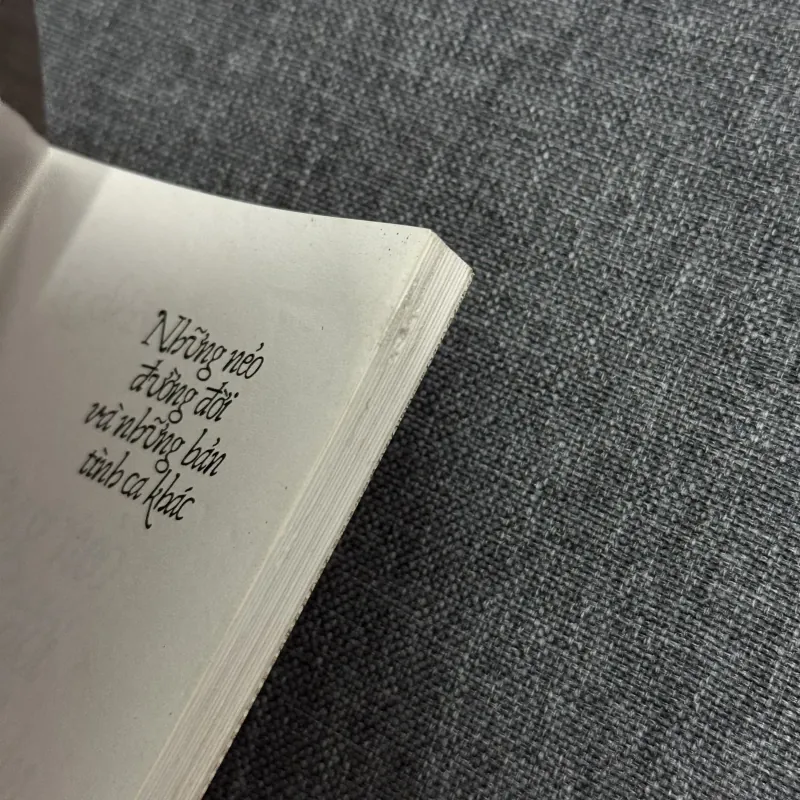 Những nẻo
đường đời
và những bản
tình ca khác